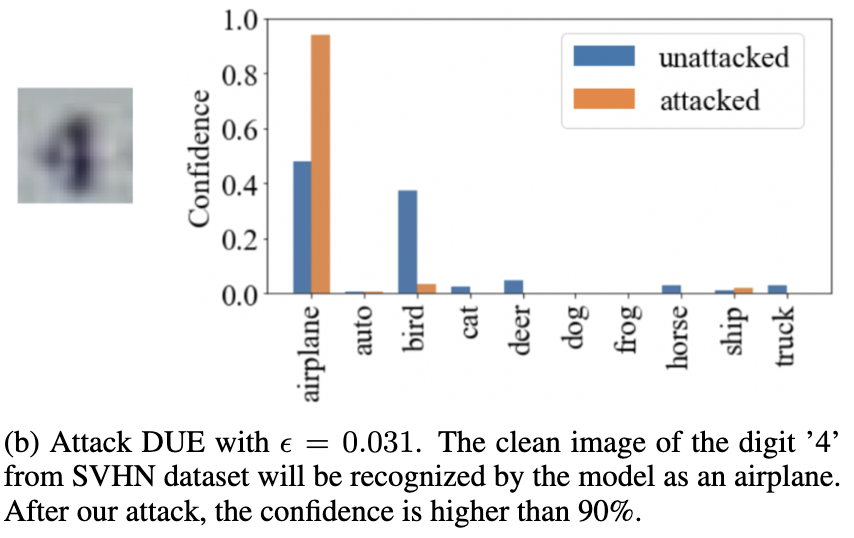 1.0
0.8
0.6
0.4
0.2
0.0
Confidence
unattacked
attacked
airplane
auto
bird
cat
deer
dog
frog
horse
ship
truck
(b) Attack DUE with ϵ = 0.031. The clean image of the digit ’4’
from SVHN dataset will be recognized by the model as an airplane.
After our attack, the confidence is higher than 90%.